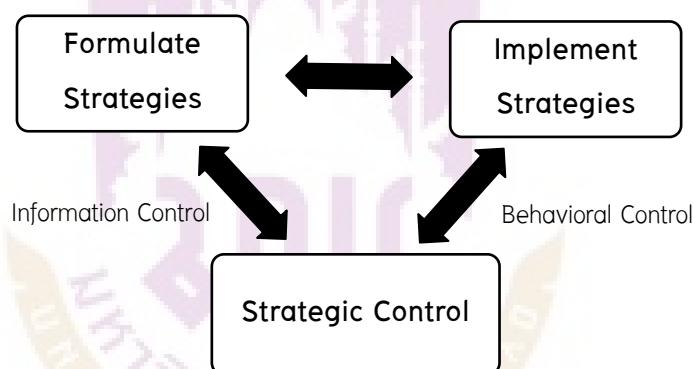 Formulate
Strategies
Implement
Strategies
Information Control
Behavioral Control
Strategic Control